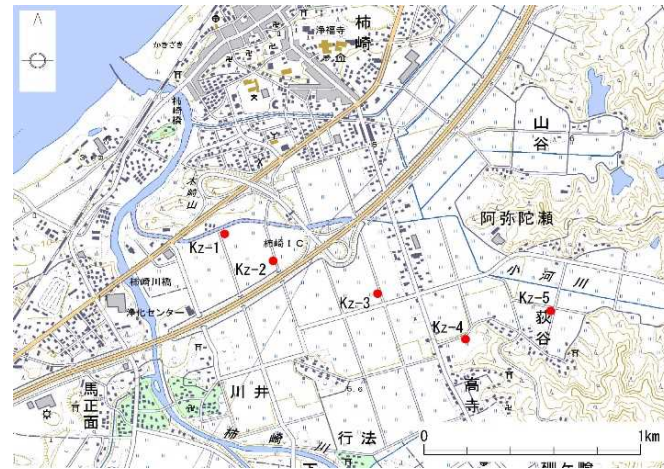 浄福寺
柿崎
かきざき
柿崎橋
木崎山
山谷
阿弥陀瀬
Kz-1
柿崎IC
Kz-2
小河川
柿崎川橋
Kz-3
Kz-5
浄化センター
荻谷
Kz-4
馬正面
川井
5.6
高寺
柿崎川
行法
0
1km